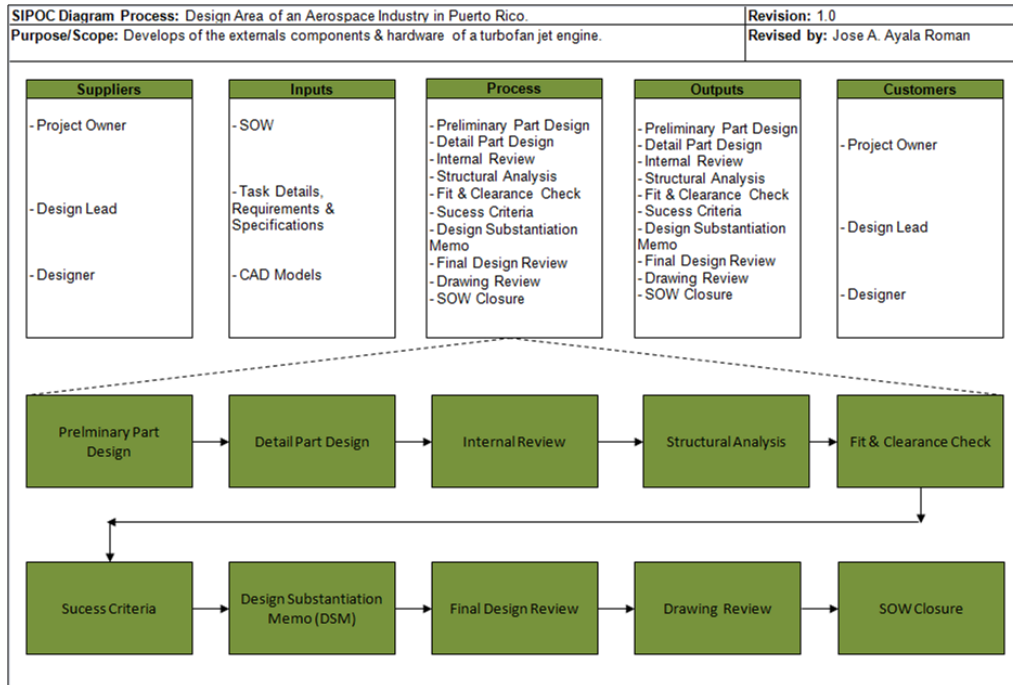 SIPOC Diagram Process: Design Area of an Aerospace Industry in Puerto Rico.
Revision: 1.0
Purpose/Scope: Develops of the externals components & hardware of a turbofan jet engine.
Revised by: Jose A. Ayala Roman
Suppliers
- Project Owner
- Design Lead
- Designer
Inputs
- SOW
- Task Details,
Requirements &
Specifications
- CAD Models
Process
- Preliminary Part Design
- Detail Part Design
- Internal Review
- Structural Analysis
- Fit & Clearance Check
- Sucess Criteria
- Design Substantiation
Memo
- Final Design Review
- Drawing Review
- SOW Closure
Outputs
- Preliminary Part Design
- Detail Part Design
- Internal Review
- Structural Analysis
- Fit & Clearance Check
- Sucess Criteria
- Design Substantiation
Memo
- Final Design Review
- Drawing Review
- SOW Closure
Customers
- Project Owner
- Design Lead
- Designer
Prelminary Part
Design
Detail Part Design
Internal Review
Structural Analysis
Fit & Clearance Check
Sucess Criteria
Design Substantiation
Memo (DSM)
Final Design Review
Drawing Review
SOW Closure